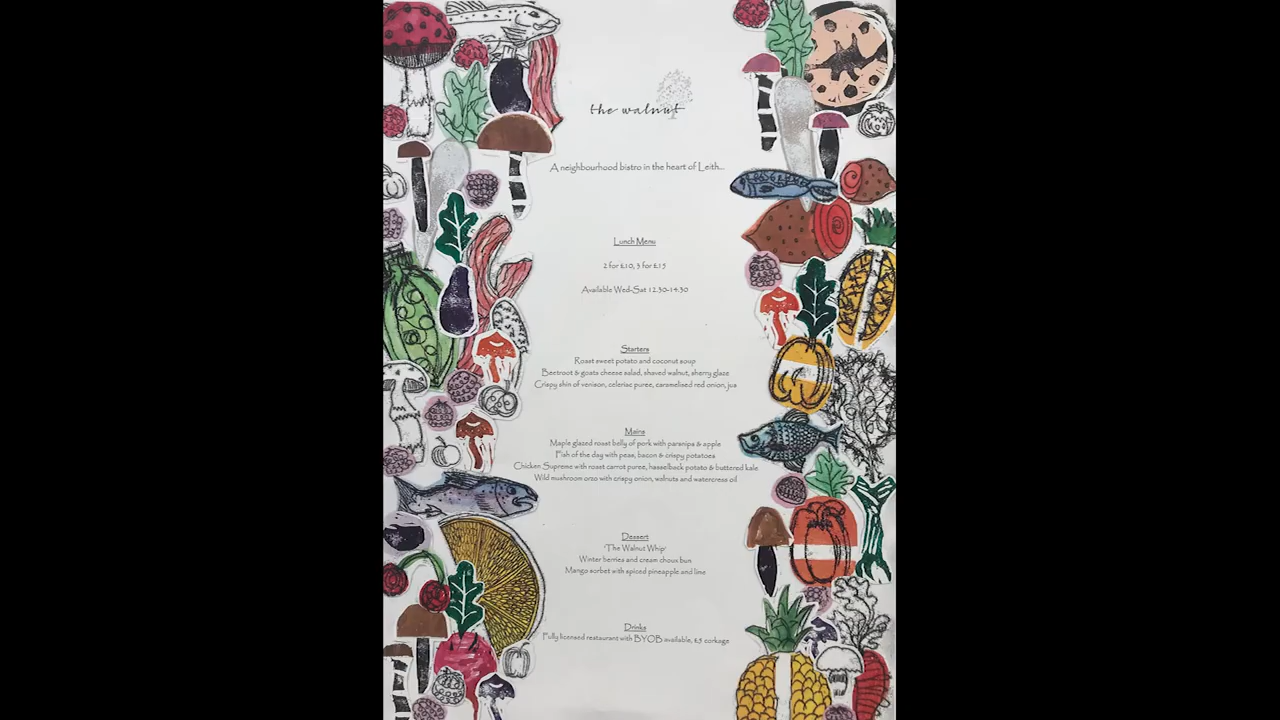 the walnut
A neighbourhood bistro in the heart of Leith...
Lunch Menu
2 for £10, 3 for £15
Available Wed-Sat 12.30-14.30
Starters
Roast sweet potato and coconut soup
Beetroot & goats cheese salad, shaved walnut, sherry glaze
Crispy shin of venison, celeriac puree, caramelised red onion, jus
Mains
Maple glazed roast belly of pork with parsnips & apple
Fish of the day with peas, bacon & crispy potatoes
Chicken Supreme with roast carrot puree, hasselback potato & buttered kale
Wild mushroom orzo with crispy onion, walnuts and watercress oil
Dessert
'The Walnut Whip'
Winter berries and cream choux bun
Mango sorbet with spiced pineapple and lime
Drinks
Fully licensed restaurant with BYOB available, £5 corkage